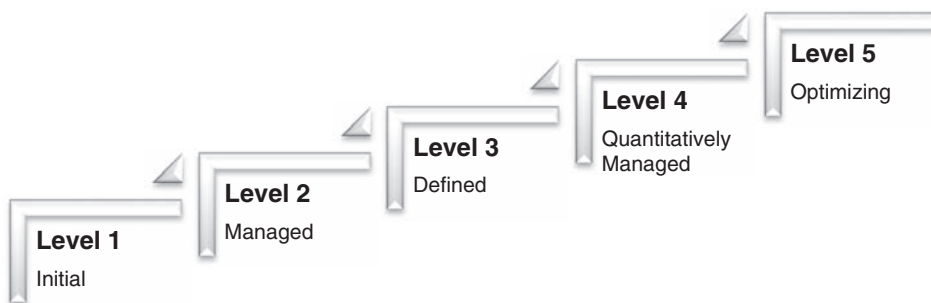 Level 1
Initial
Level 2
Managed
Level 3
Defined
Level 4
Quantitatively
Managed
Level 5
Optimizing